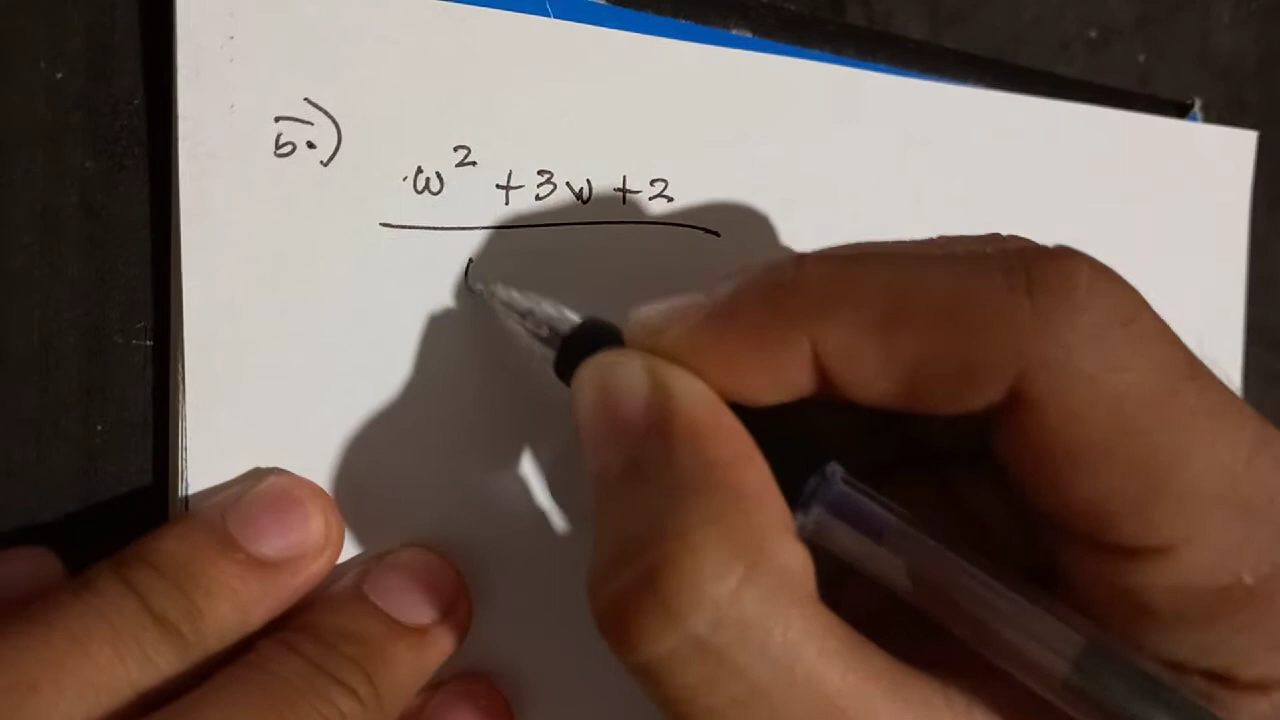 5.)
w² + 3w + 2